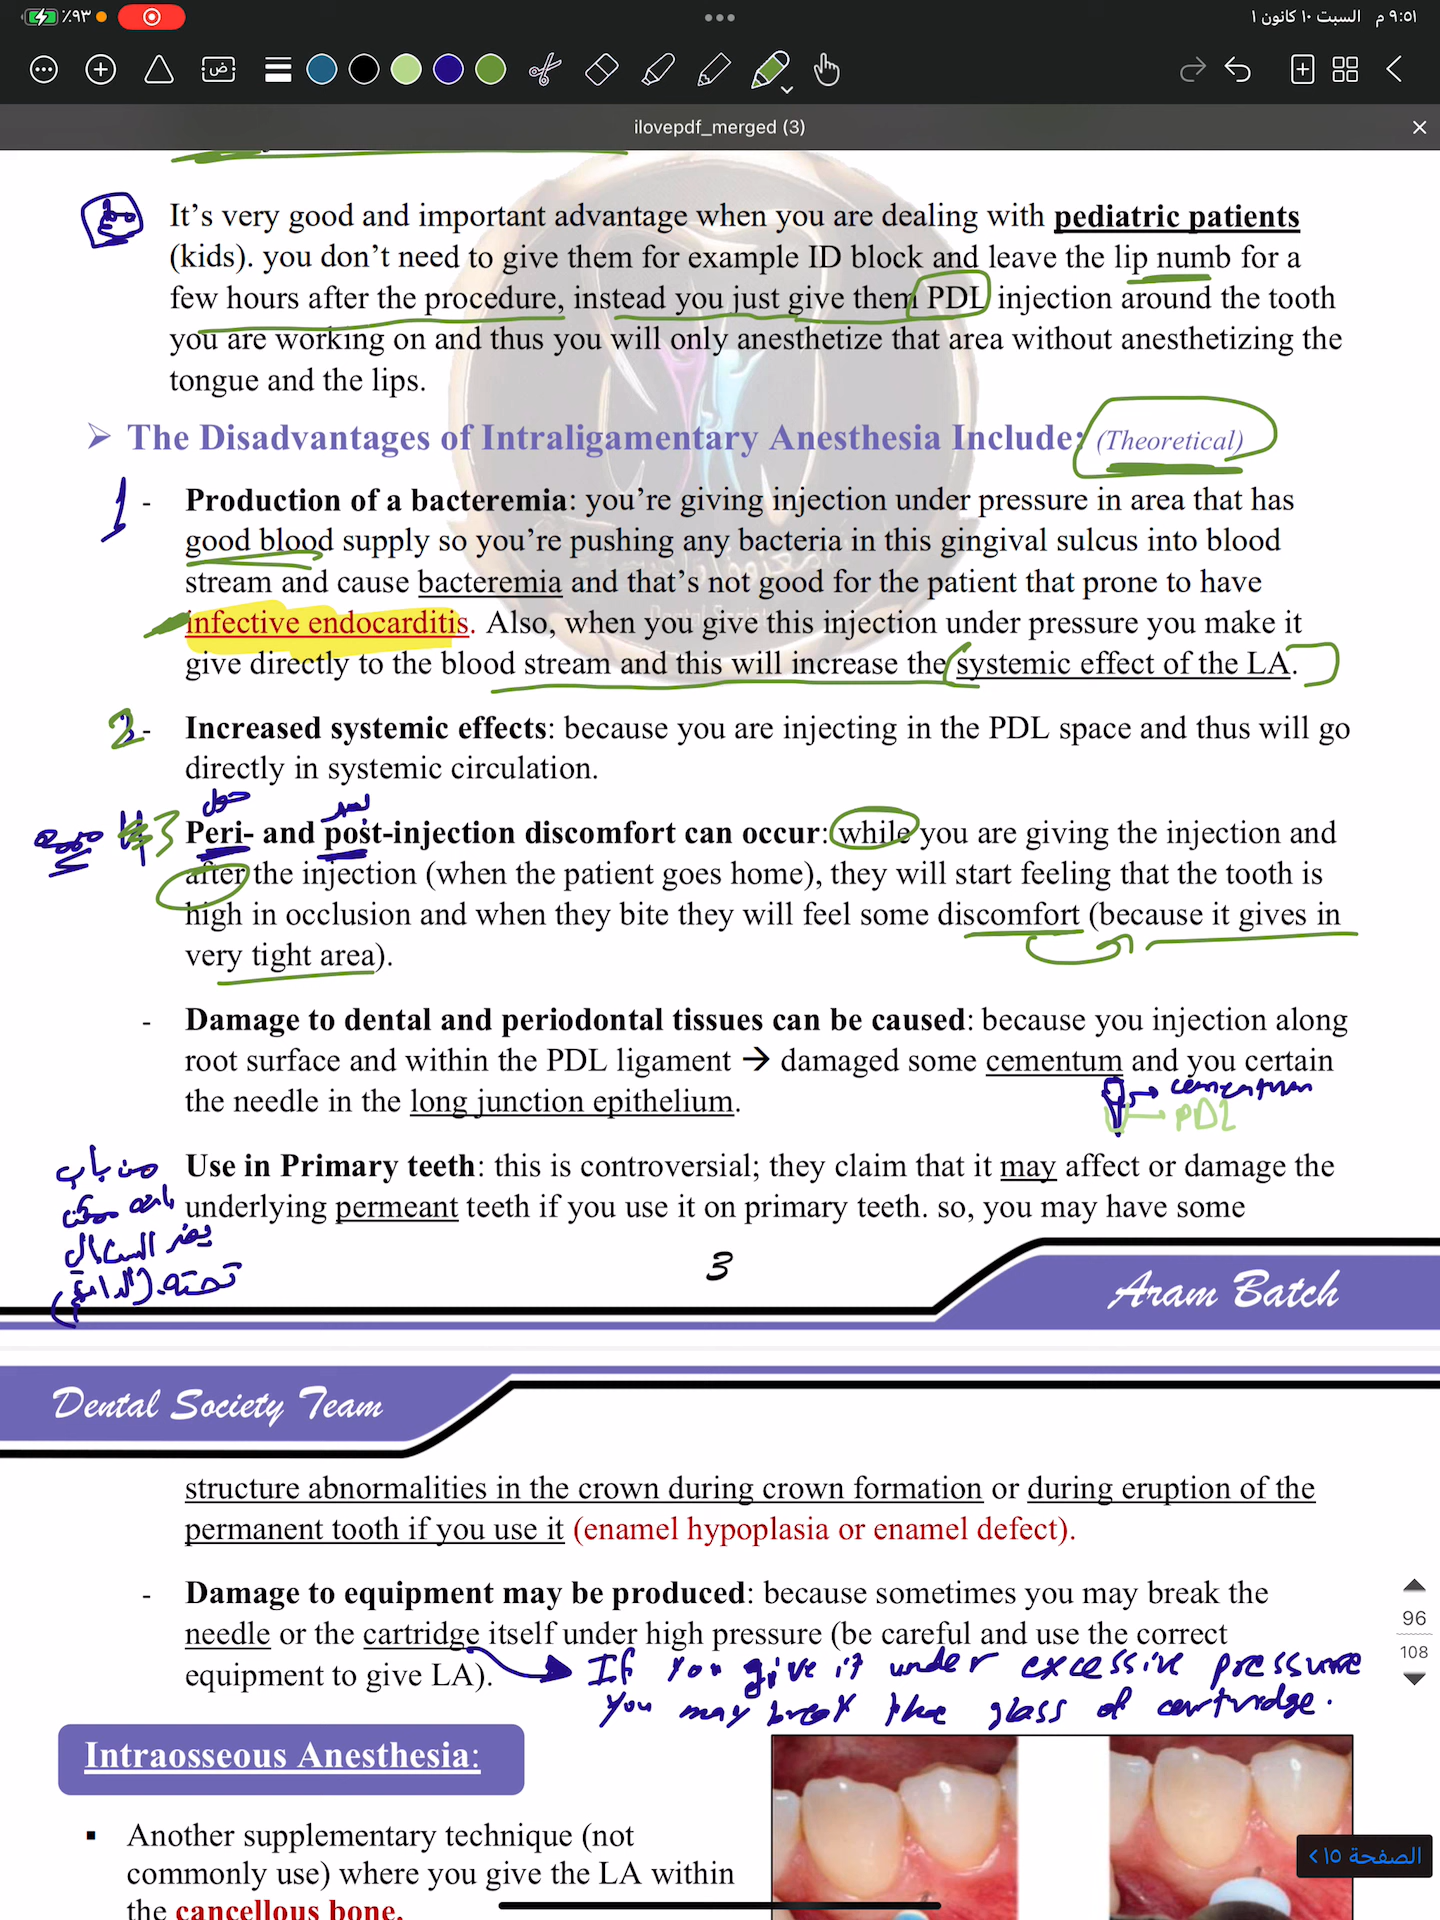 ٪٩٣
٩:٥١ م السبت ١٠ كانون ١
ض
ilovepdf_merged (3)
It’s very good and important advantage when you are dealing with pediatric patients
(kids). you don’t need to give them for example ID block and leave the lip numb for a
few hours after the procedure, instead you just give them PDL injection around the tooth
you are working on and thus you will only anesthetize that area without anesthetizing the
tongue and the lips.
➢ The Disadvantages of Intraligamentary Anesthesia Include: (Theoretical)
1 - Production of a bacteremia: you’re giving injection under pressure in area that has
good blood supply so you’re pushing any bacteria in this gingival sulcus into blood
stream and cause bacteremia and that’s not good for the patient that prone to have
infective endocarditis. Also, when you give this injection under pressure you make it
give directly to the blood stream and this will increase the systemic effect of the LA.
2 - Increased systemic effects: because you are injecting in the PDL space and thus will go
directly in systemic circulation.
حول بعد
3 Peri- and post-injection discomfort can occur: while you are giving the injection and
after the injection (when the patient goes home), they will start feeling that the tooth is
high in occlusion and when they bite they will feel some discomfort (because it gives in
very tight area).
- Damage to dental and periodontal tissues can be caused: because you injection along
root surface and within the PDL ligament → damaged some cementum and you certain
the needle in the long junction epithelium.
cementum
PDL
Use in Primary teeth: this is controversial; they claim that it may affect or damage the
underlying permeant teeth if you use it on primary teeth. so, you may have some
من باب
يضر
تحته
3
Aram Batch
Dental Society Team
structure abnormalities in the crown during crown formation or during eruption of the
permanent tooth if you use it (enamel hypoplasia or enamel defect).
- Damage to equipment may be produced: because sometimes you may break the
needle or the cartridge itself under high pressure (be careful and use the correct
equipment to give LA).
If you give it under excessive pressure
you may break the glass of cartridge.
96
108
Intraosseous Anesthesia:
▪ Another supplementary technique (not
commonly use) where you give the LA within
the cancellous bone.
الصفحة ١٥